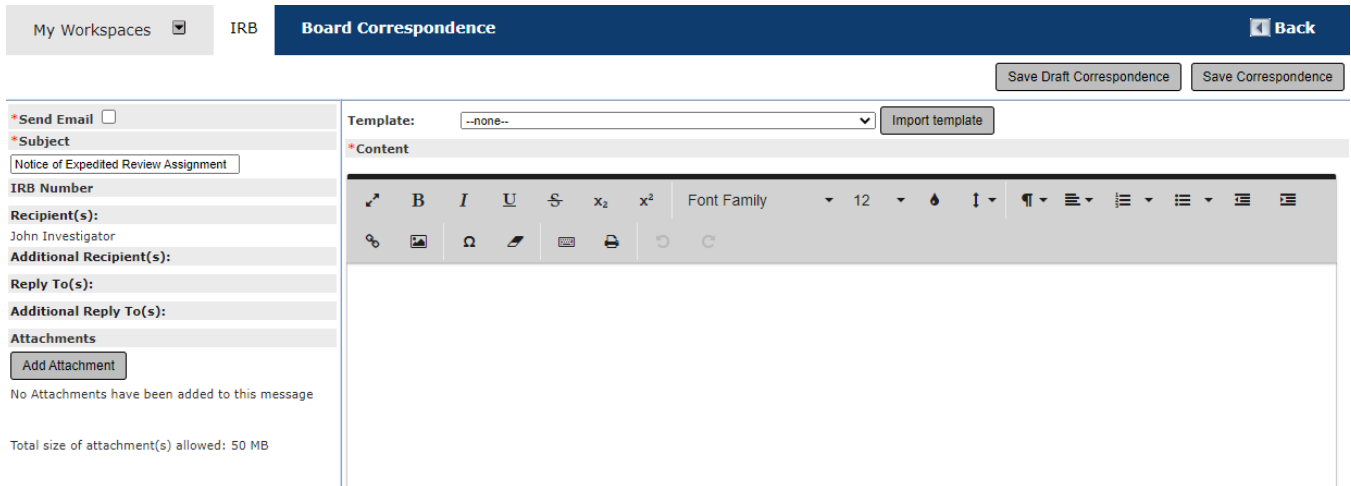 My Workspaces IRB Board Correspondence Back
Save Draft Correspondence Save Correspondence
*Send Email
*Subject
Notice of Expedited Review Assignment
IRB Number
Recipient(s):
John Investigator
Additional Recipient(s):
Reply To(s):
Additional Reply To(s):
Attachments
Add Attachment
No Attachments have been added to this message
Total size of attachment(s) allowed: 50 MB
Template: --none-- Import template
*Content
B I U S x₂ x² Font Family 12
Ω